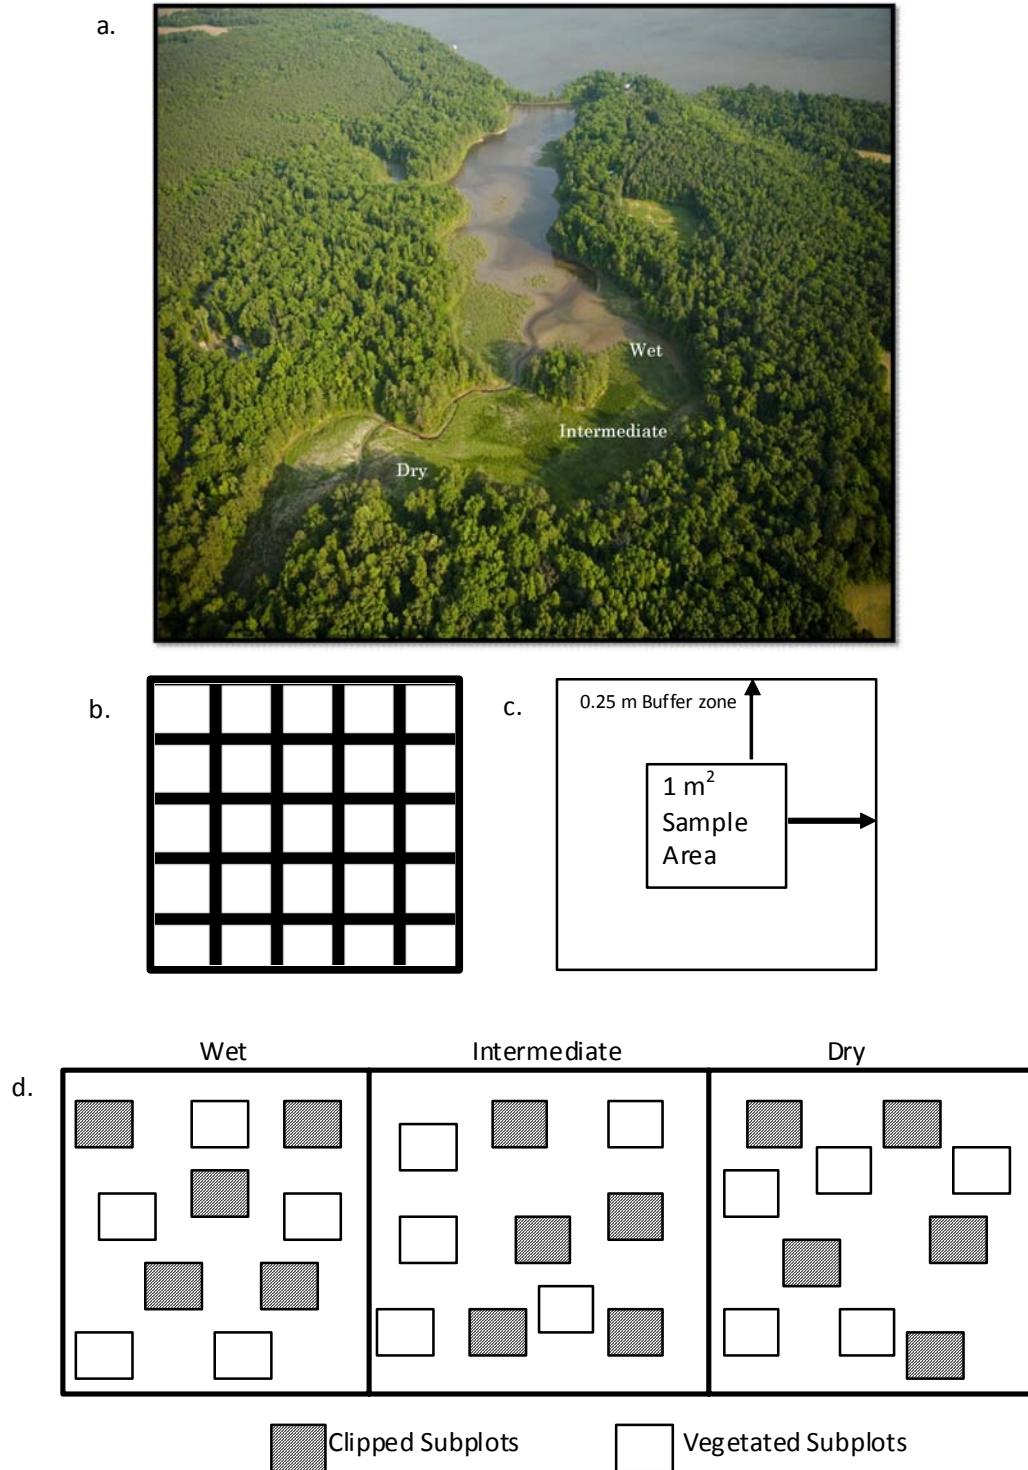 a.
Wet
Intermediate
Dry
b.
c.
0.25 m Buffer zone
1 m²
Sample
Area
Wet Intermediate Dry
d.
Clipped Subplots Vegetated Subplots